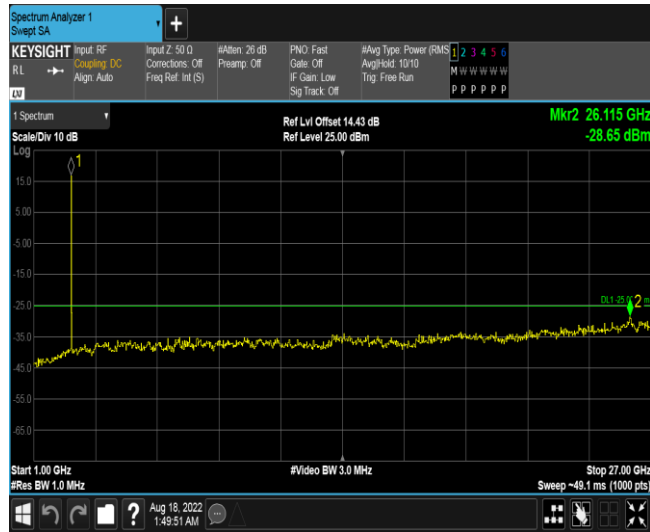 Spectrum Analyzer 1
Swept SA
+
KEYSIGHT
RL
LXI
Input: RF
Coupling: DC
Align: Auto
Input Z: 50 Ω
Corrections: Off
Freq Ref: Int (S)
#Atten: 26 dB
Preamp: Off
PNO: Fast
Gate: Off
IF Gain: Low
Sig Track: Off
#Avg Type: Power (RMS
Avg|Hold: 10/10
Trig: Free Run
1 2 3 4 5 6
M W W W W W
P P P P P P
1 Spectrum
Scale/Div 10 dB
Ref Lvl Offset 14.43 dB
Ref Level 25.00 dBm
Mkr2 26.115 GHz
-28.65 dBm
Log
1
15.0
5.00
-5.00
-15.0
-25.0
DL1 -25.0
2
-35.0
-45.0
-55.0
-65.0
Start 1.00 GHz
#Video BW 3.0 MHz
Stop 27.00 GHz
#Res BW 1.0 MHz
Sweep ~49.1 ms (1000 pts)
?
Aug 18, 2022
1:49:51 AM